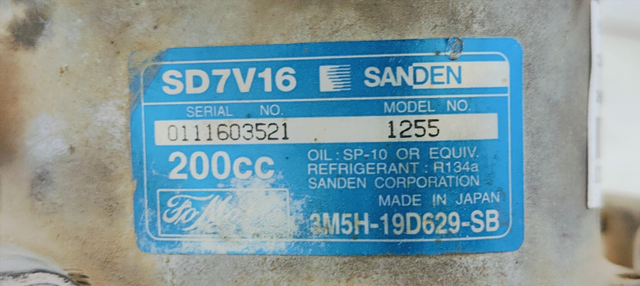 SD7V16 SANDEN
SERIAL NO. MODEL NO.
0111603521 1255
200cc OIL : SP-10 OR EQUIV.
REFRIGERANT : R134a
SANDEN CORPORATION
MADE IN JAPAN
3M5H-19D629-SB